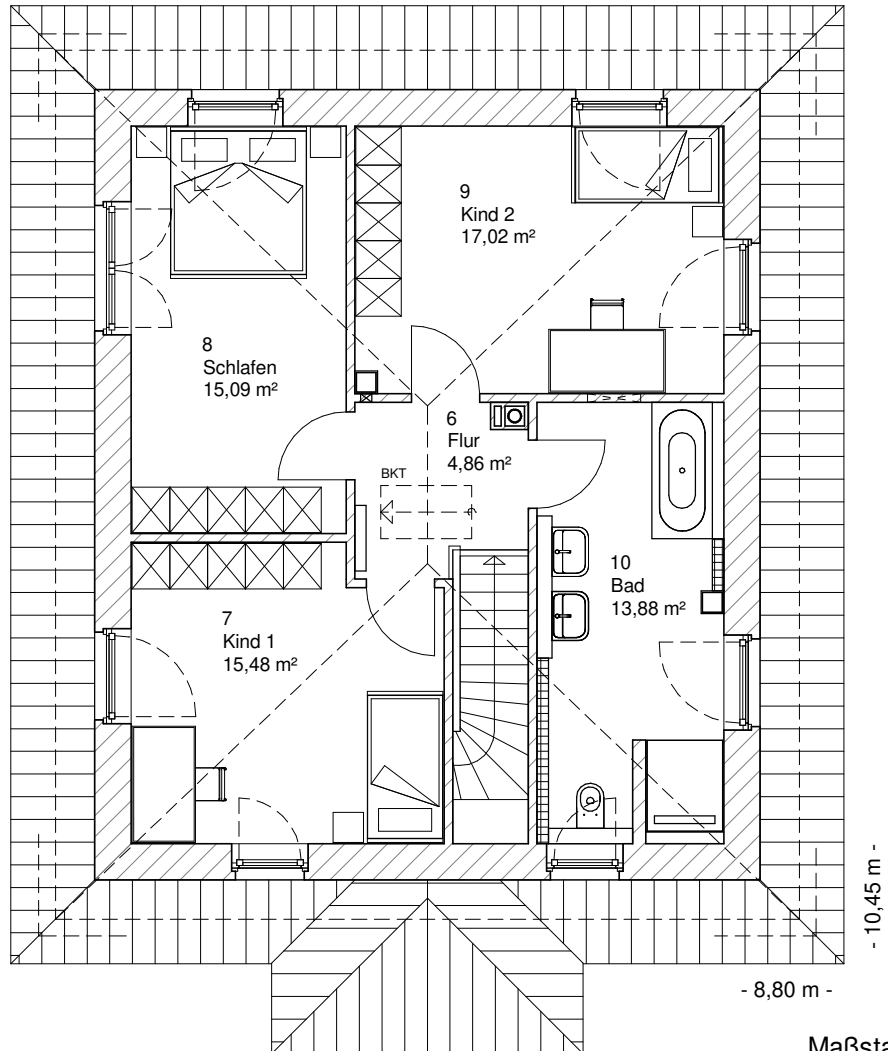 9
Kind 2
17,02 m²
8
Schlafen
15,09 m²
6
Flur
4,86 m²
BKT
10
Bad
13,88 m²
7
Kind 1
15,48 m²
- 10,45 m -
- 8,80 m -
Maßsta